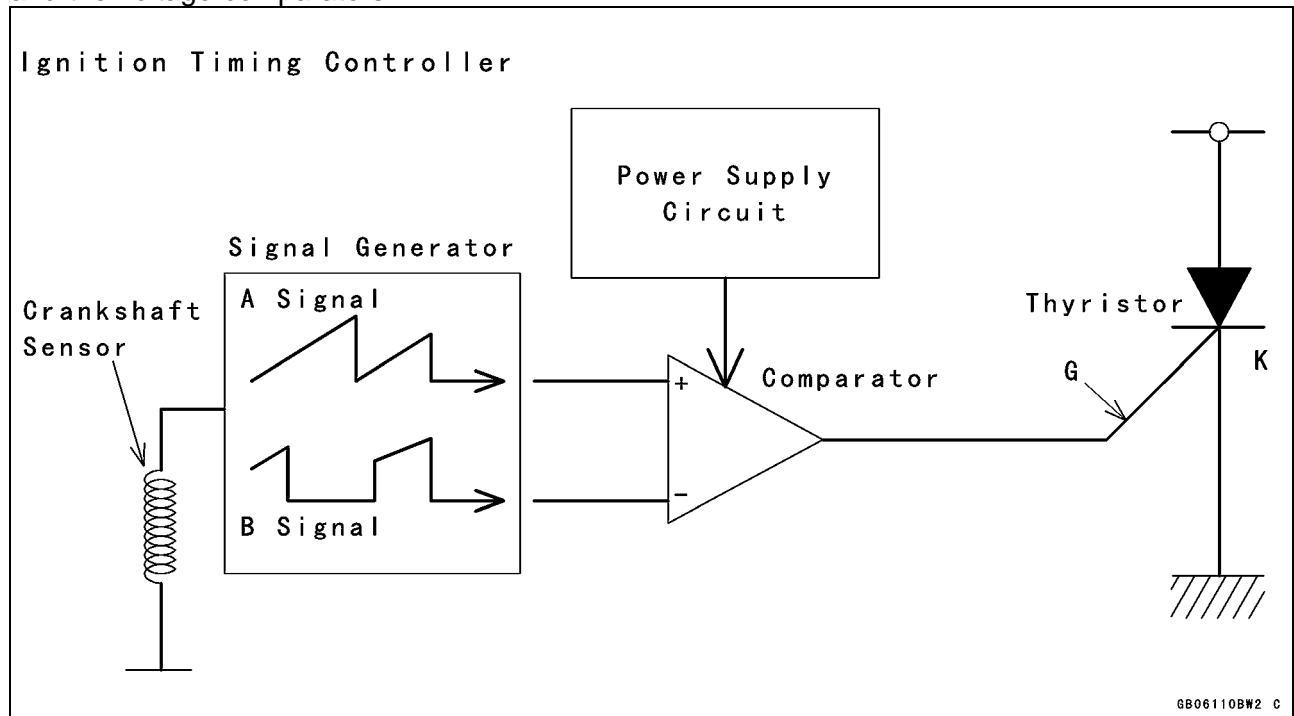 Ignition Timing Controller
Power Supply
Circuit
Signal Generator
A Signal
Crankshaft
Sensor
Thyristor
K
+
Comparator
G
−
B Signal
GB06110BW2 C